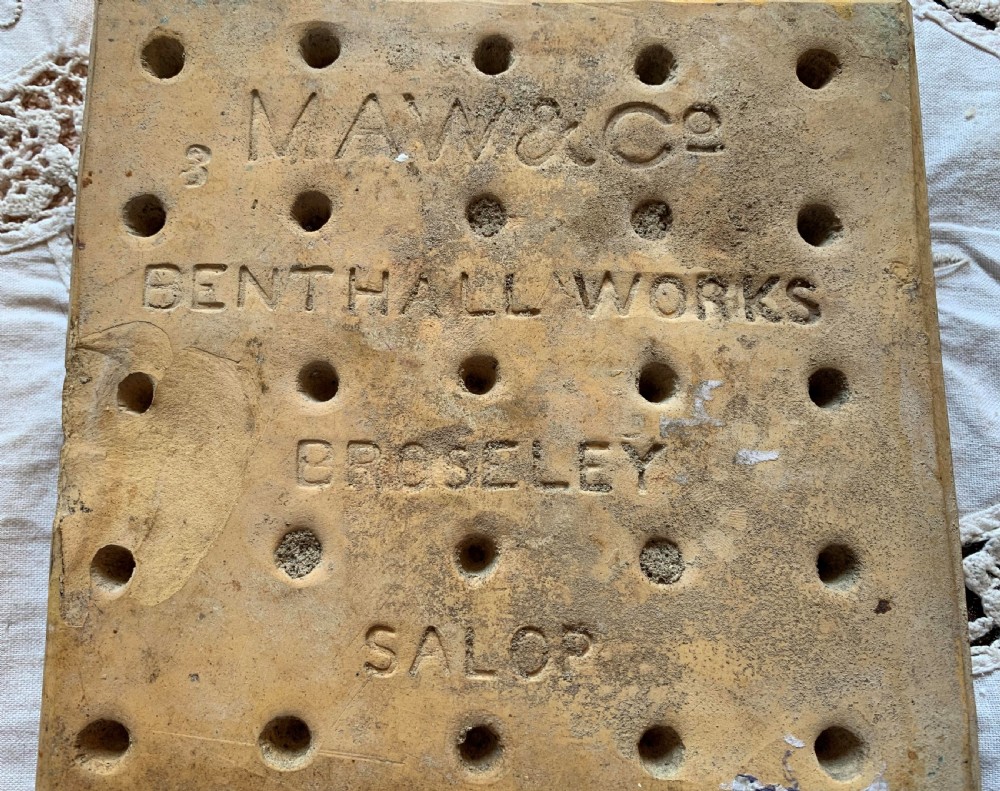 MAW & Cº
3
BENTHALL WORKS
BROSELEY
SALOP